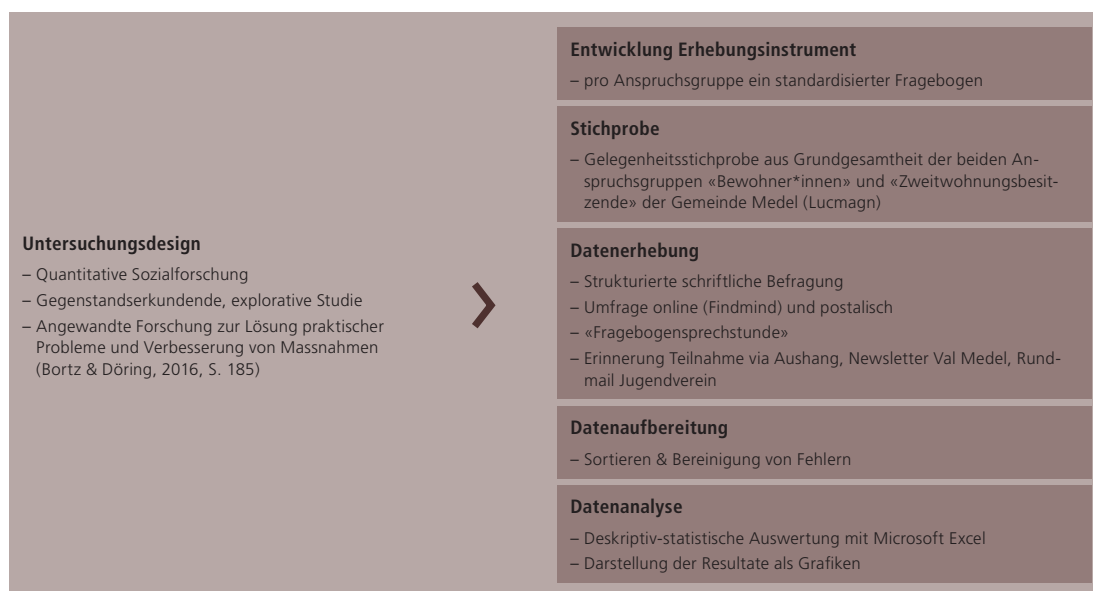 Untersuchungsdesign
– Quantitative Sozialforschung
– Gegenstandserkundende, explorative Studie
– Angewandte Forschung zur Lösung praktischer
Probleme und Verbesserung von Massnahmen
(Bortz & Döring, 2016, S. 185)
Entwicklung Erhebungsinstrument
– pro Anspruchsgruppe ein standardisierter Fragebogen
Stichprobe
– Gelegenheitsstichprobe aus Grundgesamtheit der beiden An-
spruchsgruppen «Bewohner*innen» und «Zweitwohnungsbesit-
zende» der Gemeinde Medel (Lucmagn)
Datenerhebung
– Strukturierte schriftliche Befragung
– Umfrage online (Findmind) und postalisch
– «Fragebogensprechstunde»
– Erinnerung Teilnahme via Aushang, Newsletter Val Medel, Rund-
mail Jugendverein
Datenaufbereitung
– Sortieren & Bereinigung von Fehlern
Datenanalyse
– Deskriptiv-statistische Auswertung mit Microsoft Excel
– Darstellung der Resultate als Grafiken